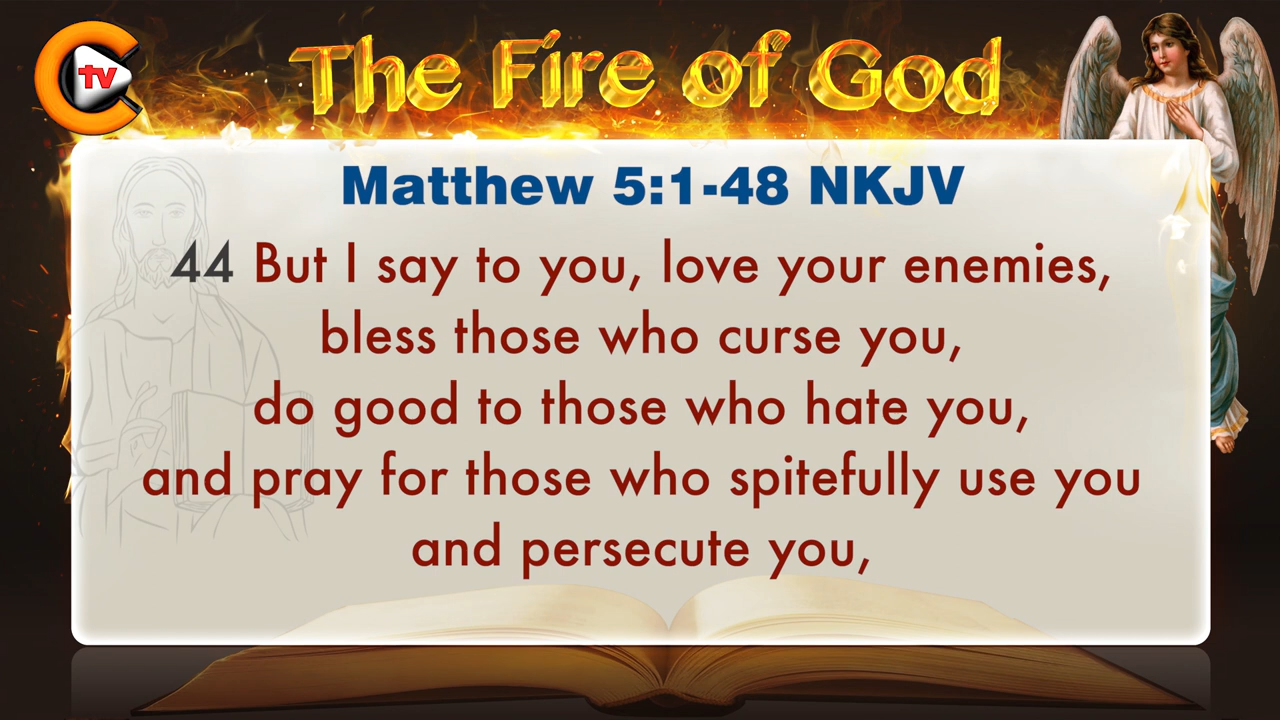 tv
The Fire of God
Matthew 5:1-48 NKJV
44 But I say to you, love your enemies,
bless those who curse you,
do good to those who hate you,
and pray for those who spitefully use you
and persecute you,